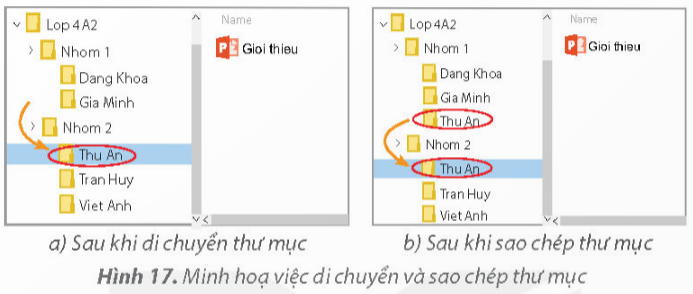 Lop 4A2
Nhom 1
Dang Khoa
Gia Minh
Nhom 2
Thu An
Tran Huy
Viet Anh
Name
Gioi thieu
a) Sau khi di chuyển thư mục
Lop 4A2
Nhom 1
Dang Khoa
Gia Minh
Thu An
Nhom 2
Thu An
Tran Huy
Viet Anh
Name
Gioi thieu
b) Sau khi sao chép thư mục
Hình 17. Minh hoạ việc di chuyển và sao chép thư mục